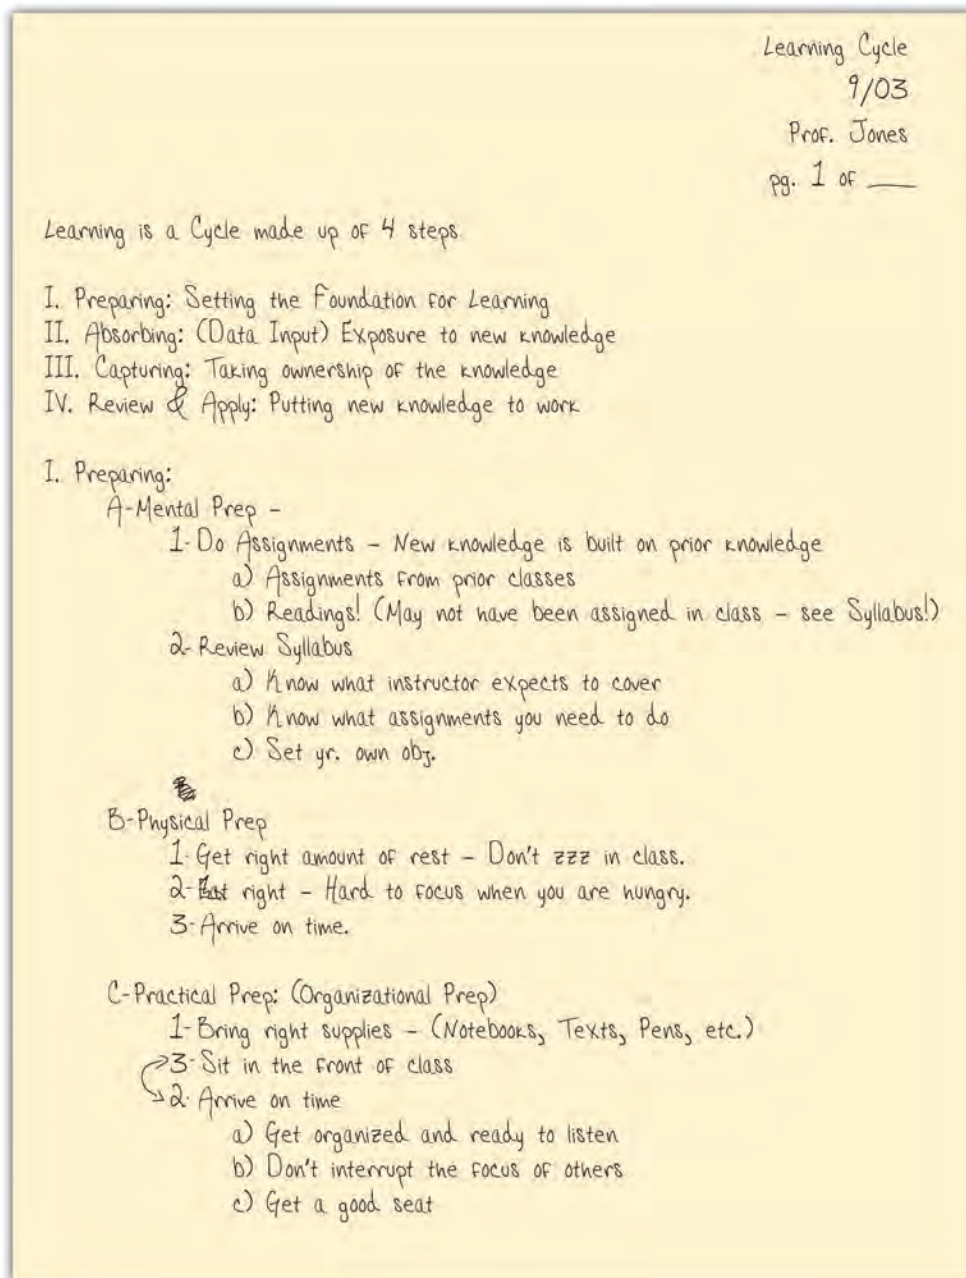 Learning Cycle
9/03
Prof. Jones
pg. 1 of ___
Learning is a Cycle made up of 4 steps
I. Preparing: Setting the Foundation for Learning
II. Absorbing: (Data Input) Exposure to new knowledge
III. Capturing: Taking ownership of the knowledge
IV. Review & Apply: Putting new knowledge to work
I. Preparing:
A-Mental Prep -
1-Do Assignments - New knowledge is built on prior knowledge
a) Assignments from prior classes
b) Readings! (May not have been assigned in class - see Syllabus!)
2-Review Syllabus
a) Know what instructor expects to cover
b) Know what assignments you need to do
c) Set yr. own obj.
B-Physical Prep
1-Get right amount of rest - Don't zzz in class.
2-Eat right - Hard to focus when you are hungry.
3-Arrive on time.
C-Practical Prep: (Organizational Prep)
1-Bring right supplies - (Notebooks, Texts, Pens, etc.)
3-Sit in the front of class
2-Arrive on time
a) Get organized and ready to listen
b) Don't interrupt the focus of others
c) Get a good seat